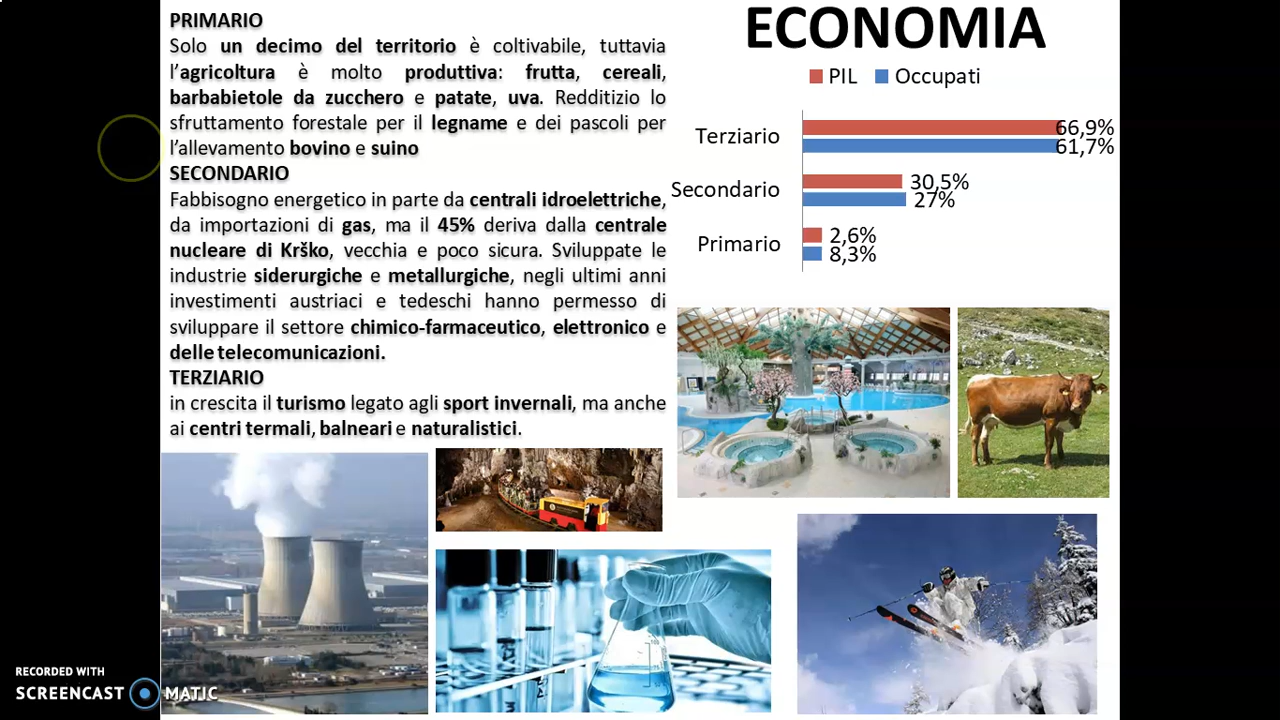 PRIMARIO
Solo un decimo del territorio è coltivabile, tuttavia
l'agricoltura è molto produttiva: frutta, cereali,
barbabietole da zucchero e patate, uva. Redditizio lo
sfruttamento forestale per il legname e dei pascoli per
l'allevamento bovino e suino
SECONDARIO
Fabbisogno energetico in parte da centrali idroelettriche,
da importazioni di gas, ma il 45% deriva dalla centrale
nucleare di Krško, vecchia e poco sicura. Sviluppate le
industrie siderurgiche e metallurgiche, negli ultimi anni
investimenti austriaci e tedeschi hanno permesso di
sviluppare il settore chimico-farmaceutico, elettronico e
delle telecomunicazioni.
TERZIARIO
in crescita il turismo legato agli sport invernali, ma anche
ai centri termali, balneari e naturalistici.
ECONOMIA
PIL Occupati
Terziario 66,9%
61,7%
Secondario 30,5%
27%
Primario 2,6%
8,3%
RECORDED WITH
SCREENCAST MATIC